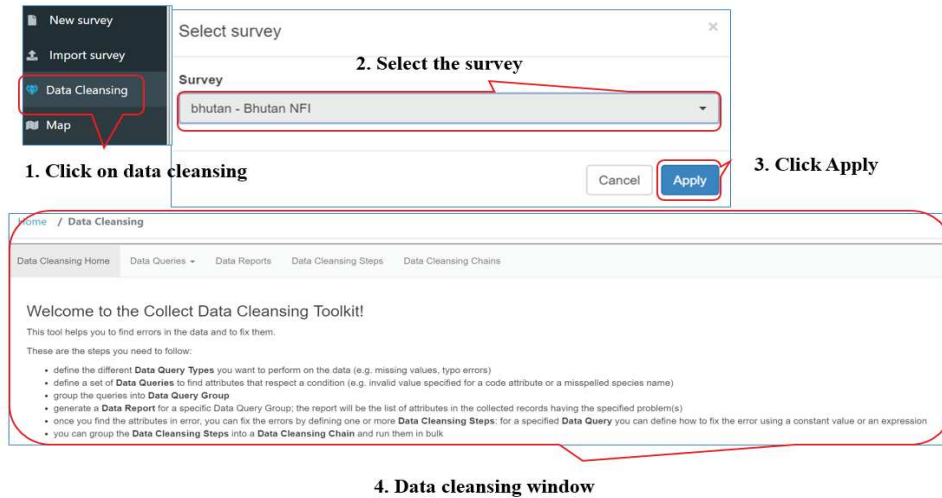 New survey
Import survey
Data Cleansing
Map
1. Click on data cleansing
Select survey
×
2. Select the survey
Survey
bhutan - Bhutan NFI
Cancel
Apply
3. Click Apply
Home / Data Cleansing
Data Cleansing Home Data Queries Data Reports Data Cleansing Steps Data Cleansing Chains
Welcome to the Collect Data Cleansing Toolkit!
This tool helps you to find errors in the data and to fix them.
These are the steps you need to follow:
• define the different Data Query Types you want to perform on the data (e.g. missing values, typo errors)
• define a set of Data Queries to find attributes that respect a condition (e.g. invalid value specified for a code attribute or a misspelled species name)
• group the queries into Data Query Group
• generate a Data Report for a specific Data Query Group; the report will be the list of attributes in the collected records having the specified problem(s)
• once you find the attributes in error, you can fix the errors by defining one or more Data Cleansing Steps: for a specified Data Query you can define how to fix the error using a constant value or an expression
• you can group the Data Cleansing Steps into a Data Cleansing Chain and run them in bulk
4. Data cleansing window